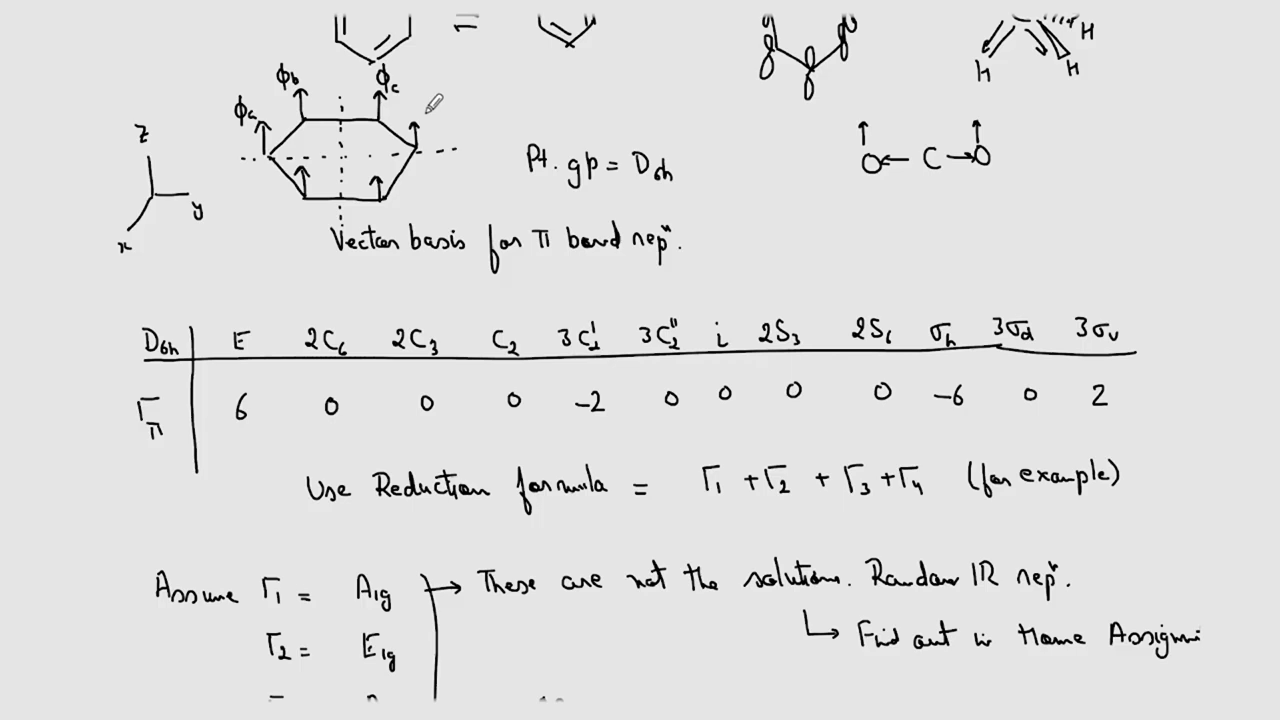 H
H
H
ϕb
ϕc
ϕa
z
y
x
O ← C → O
Pt. gp = D6h
Vector basis for π bond repⁿ.
D6h E 2C6 2C3 C2 3C2' 3C2'' i 2S3 2S6 σh 3σd 3σv
Γπ 6 0 0 0 -2 0 0 0 0 -6 0 2
Use Reduction formula = Γ1 + Γ2 + Γ3 + Γ4 (for example)
Assume Γ1 = A1g → These are not the solutions. Random IR repⁿ.
Γ2 = E1g ↳ Find out in Home Assignm